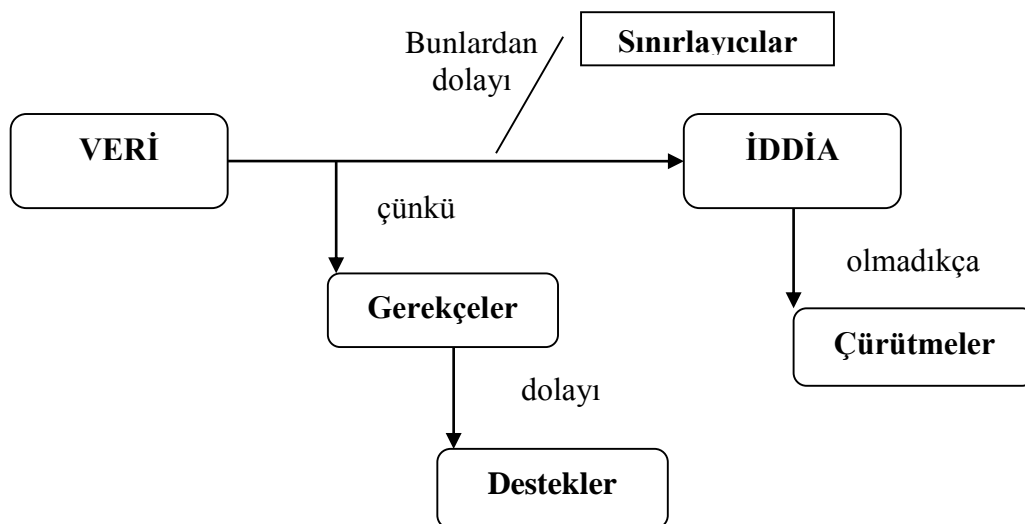 Bunlardan
dolayı
Sınırlayıcılar
VERİ
İDDİA
çünkü
olmadıkça
Gerekçeler
Çürütmeler
dolayı
Destekler